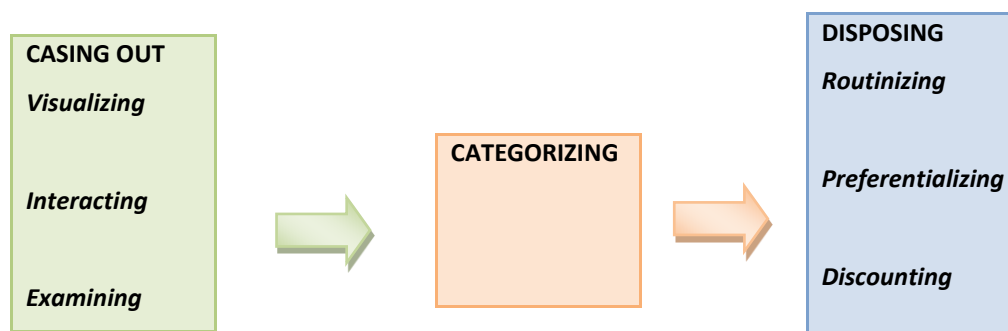 CASING OUT
Visualizing
Interacting
Examining
CATEGORIZING
DISPOSING
Routinizing
Preferentializing
Discounting